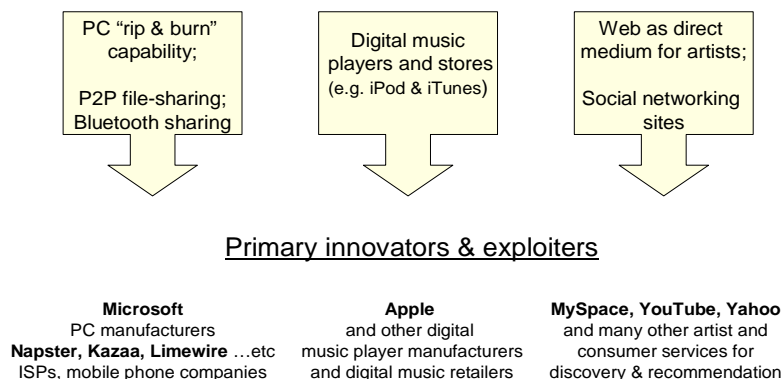 PC “rip & burn”
capability;
P2P file-sharing;
Bluetooth sharing
Digital music
players and stores
(e.g. iPod & iTunes)
Web as direct
medium for artists;
Social networking
sites
Primary innovators & exploiters
Microsoft
PC manufacturers
Napster, Kazaa, Limewire …etc
ISPs, mobile phone companies
Apple
and other digital
music player manufacturers
and digital music retailers
MySpace, YouTube, Yahoo
and many other artist and
consumer services for
discovery & recommendation